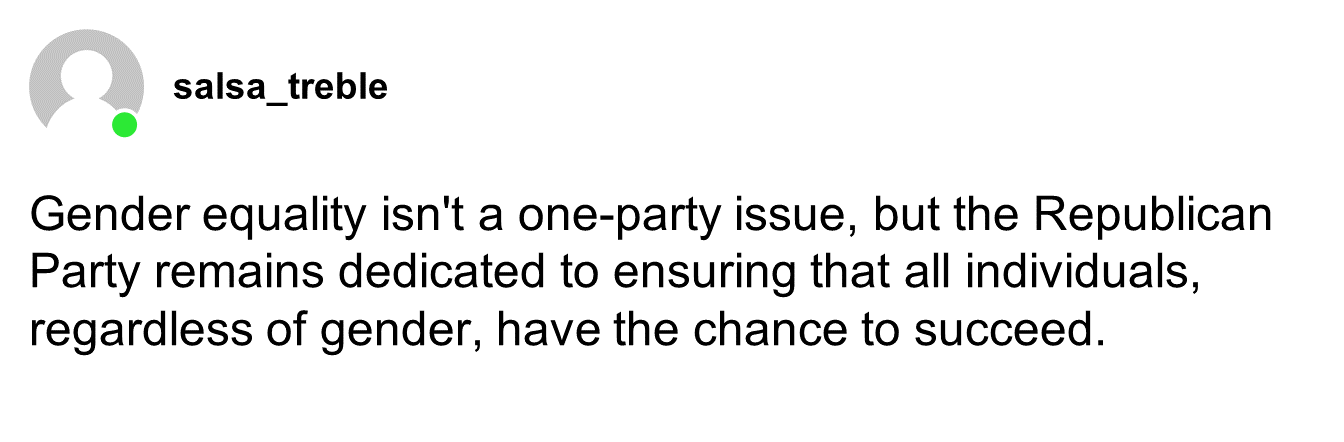 salsa_treble
Gender equality isn't a one-party issue, but the Republican
Party remains dedicated to ensuring that all individuals,
regardless of gender, have the chance to succeed.